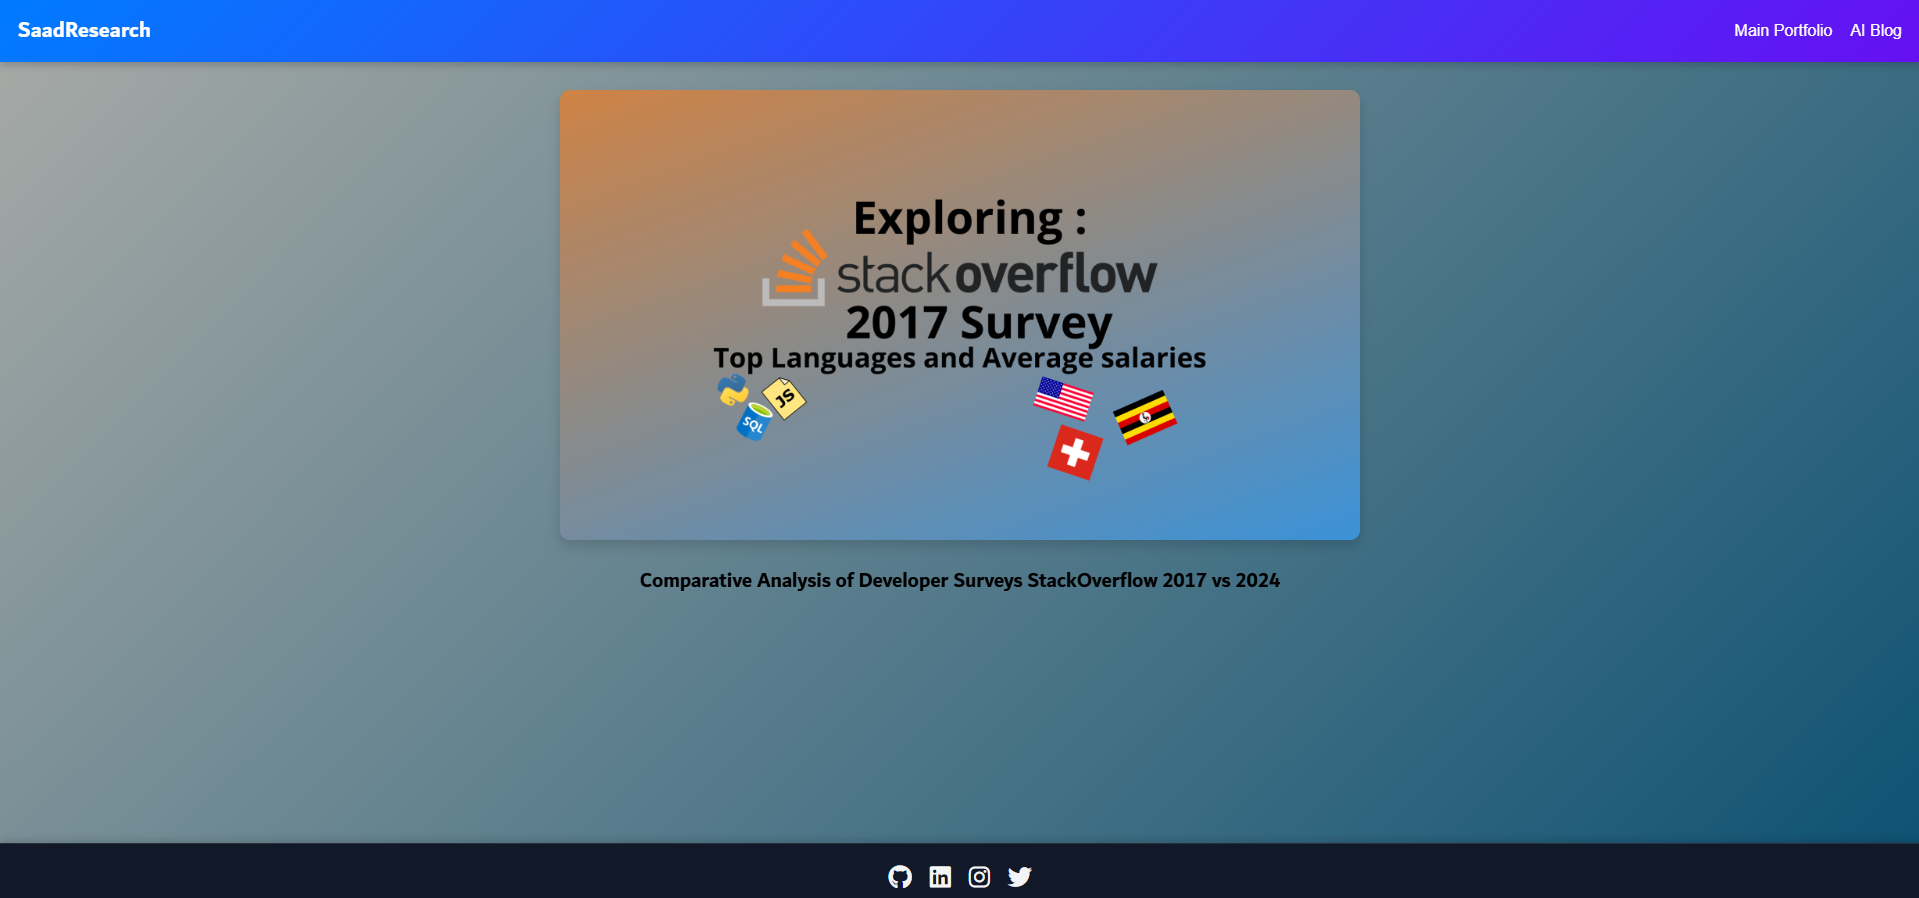 SaadResearch
Main Portfolio
AI Blog
Exploring :
stackoverflow
2017 Survey
Top Languages and Average salaries
JS
SQL
Comparative Analysis of Developer Surveys StackOverflow 2017 vs 2024
in